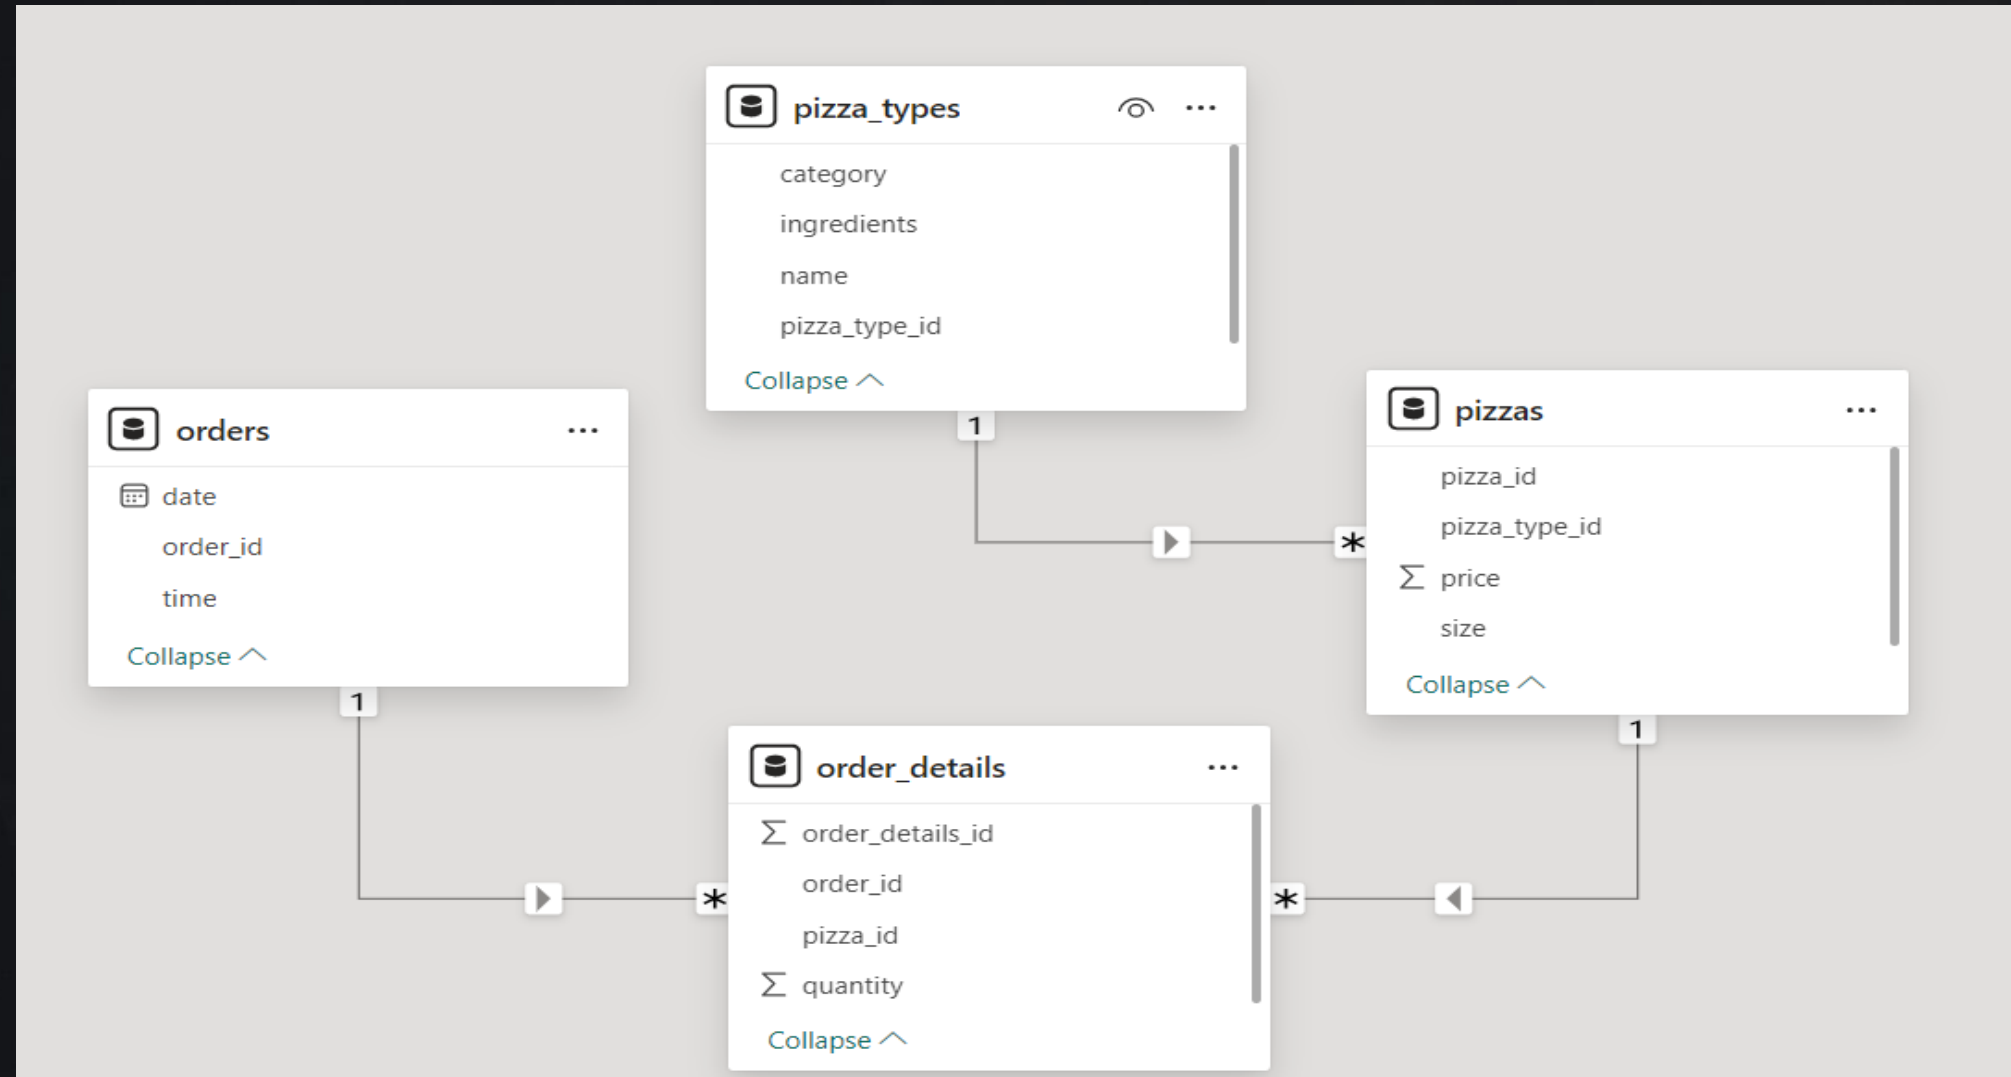 pizza_types
category
ingredients
name
pizza_type_id
Collapse
orders
date
order_id
time
Collapse
pizzas
pizza_id
pizza_type_id
price
size
Collapse
order_details
order_details_id
order_id
pizza_id
quantity
Collapse
1
*
1
*
1
*